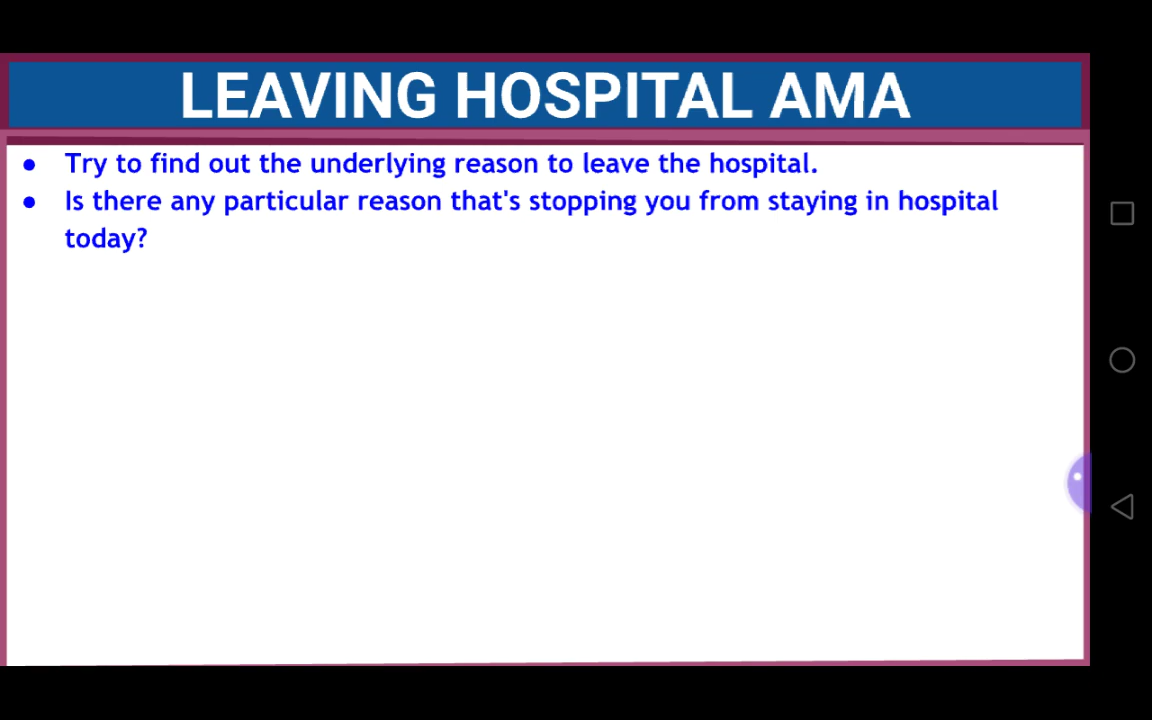 LEAVING HOSPITAL AMA
● Try to find out the underlying reason to leave the hospital.
● Is there any particular reason that's stopping you from staying in hospital
today?